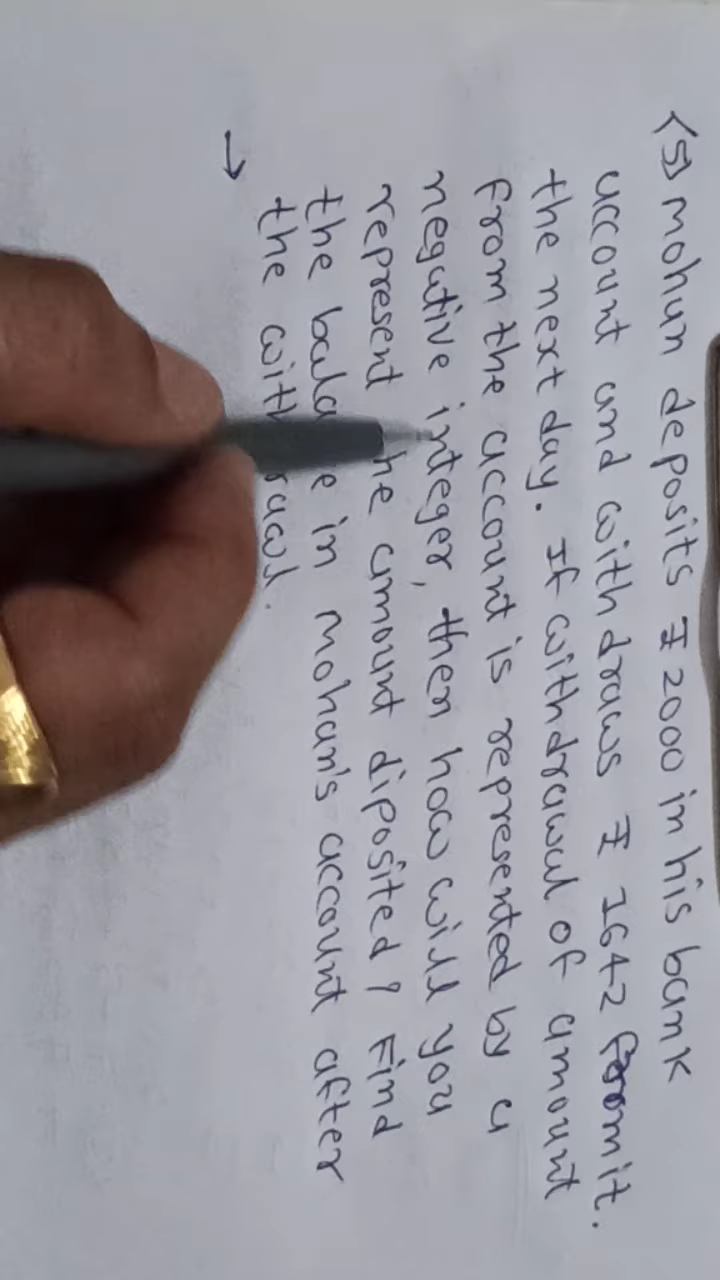 (5) mohan deposits ₹ 2000 in his bank
account and withdraws ₹ 1642 from it.
the next day. If withdrawal of amount
from the account is represented by a
negative integer, then how will you
represent the amount diposited? Find
the in mohan's account after
the